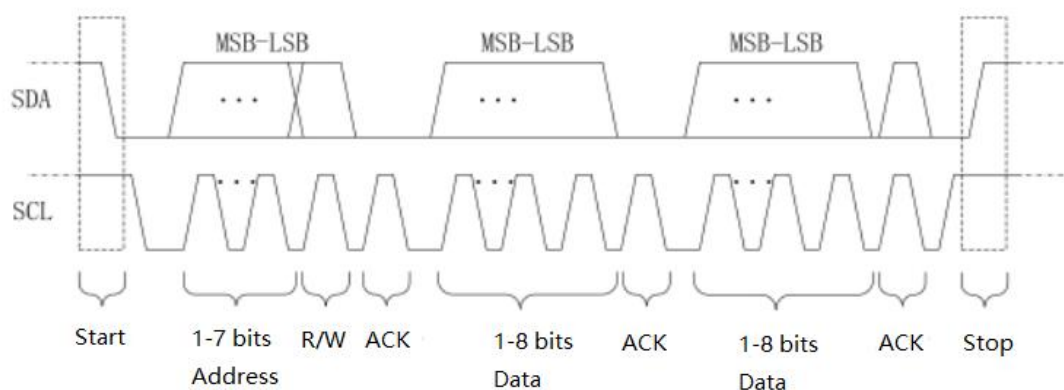 MSB-LSB MSB-LSB MSB-LSB
SDA ... ... ...
SCL ... ... ...
Start 1-7 bits R/W ACK 1-8 bits ACK 1-8 bits ACK Stop
Address Data Data